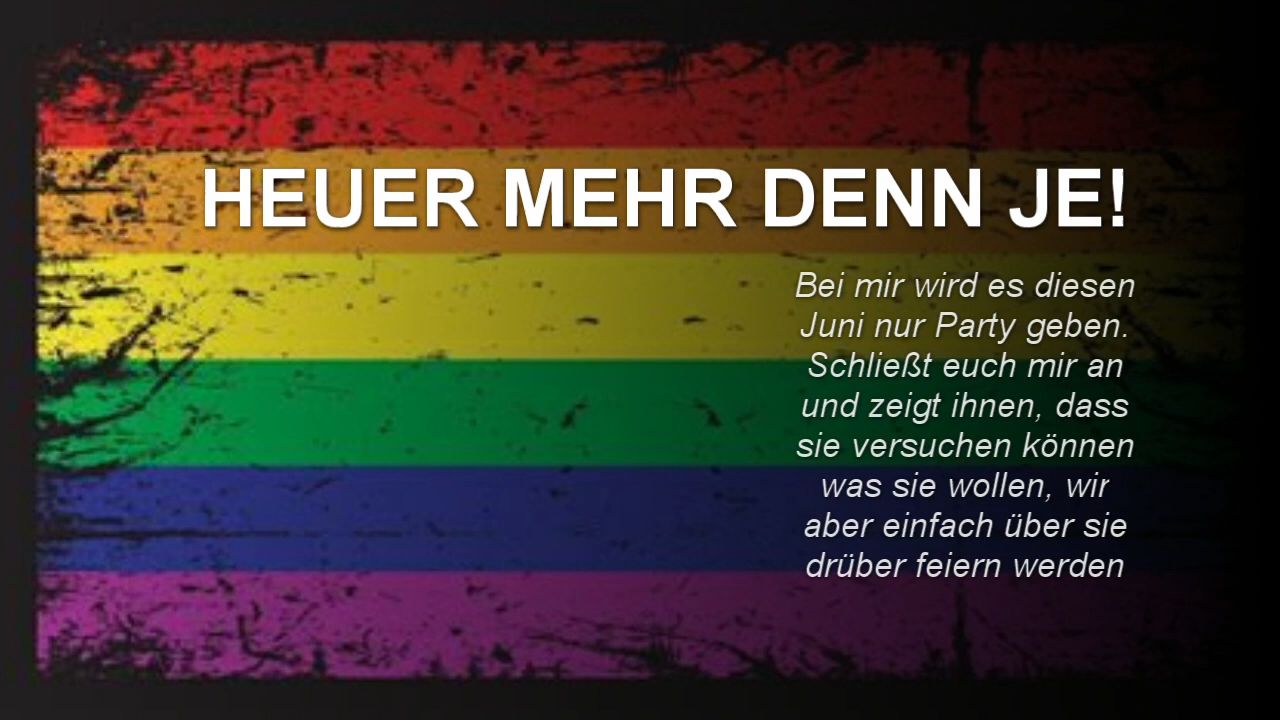 HEUER MEHR DENN JE!
Bei mir wird es diesen
Juni nur Party geben.
Schließt euch mir an
und zeigt ihnen, dass
sie versuchen können
was sie wollen, wir
aber einfach über sie
drüber feiern werden